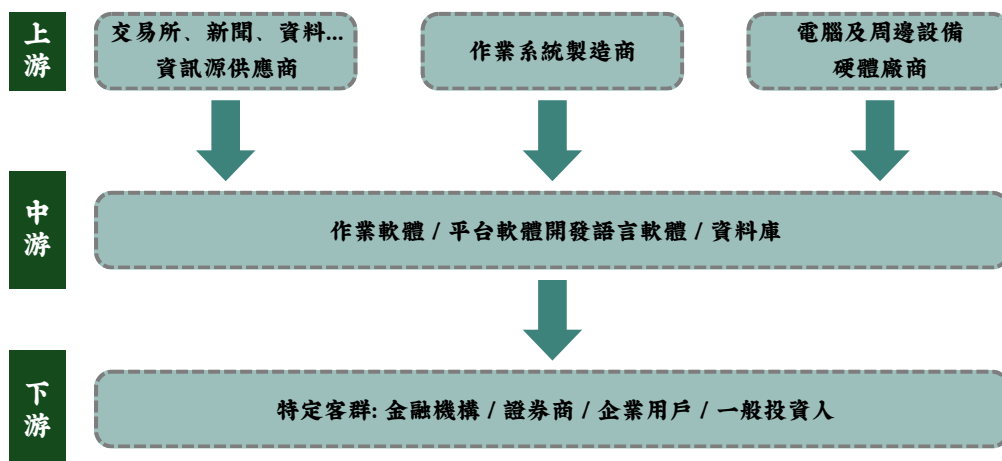 上游
交易所、新聞、資料...
資訊源供應商
作業系統製造商
電腦及周邊設備
硬體廠商
中游
作業軟體 / 平台軟體開發語言軟體 / 資料庫
下游
特定客群: 金融機構 / 證券商 / 企業用戶 / 一般投資人